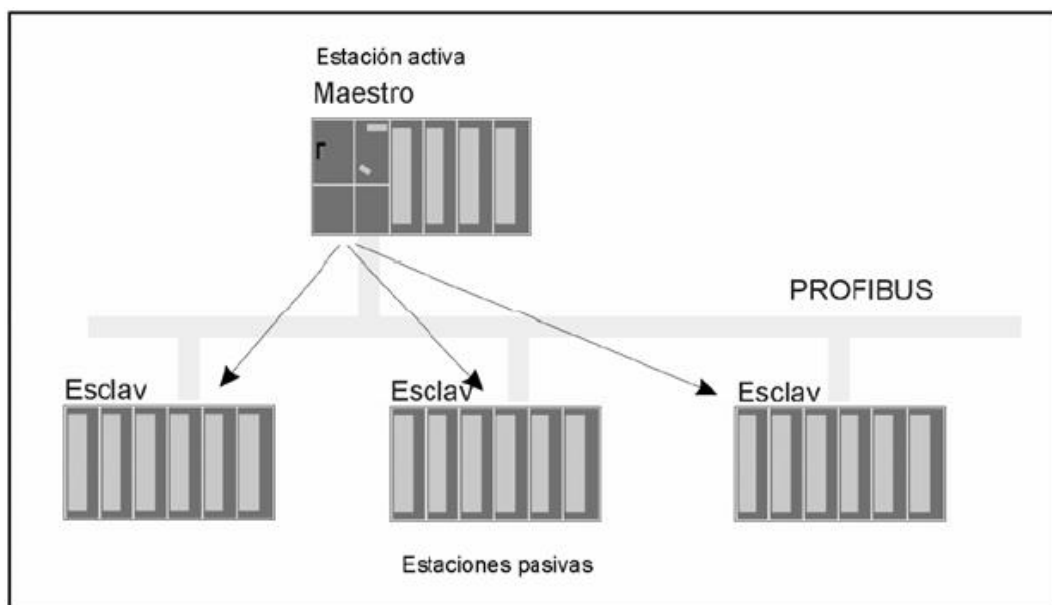 Estación activa
Maestro
PROFIBUS
Esclav
Esclav
Esclav
Estaciones pasivas